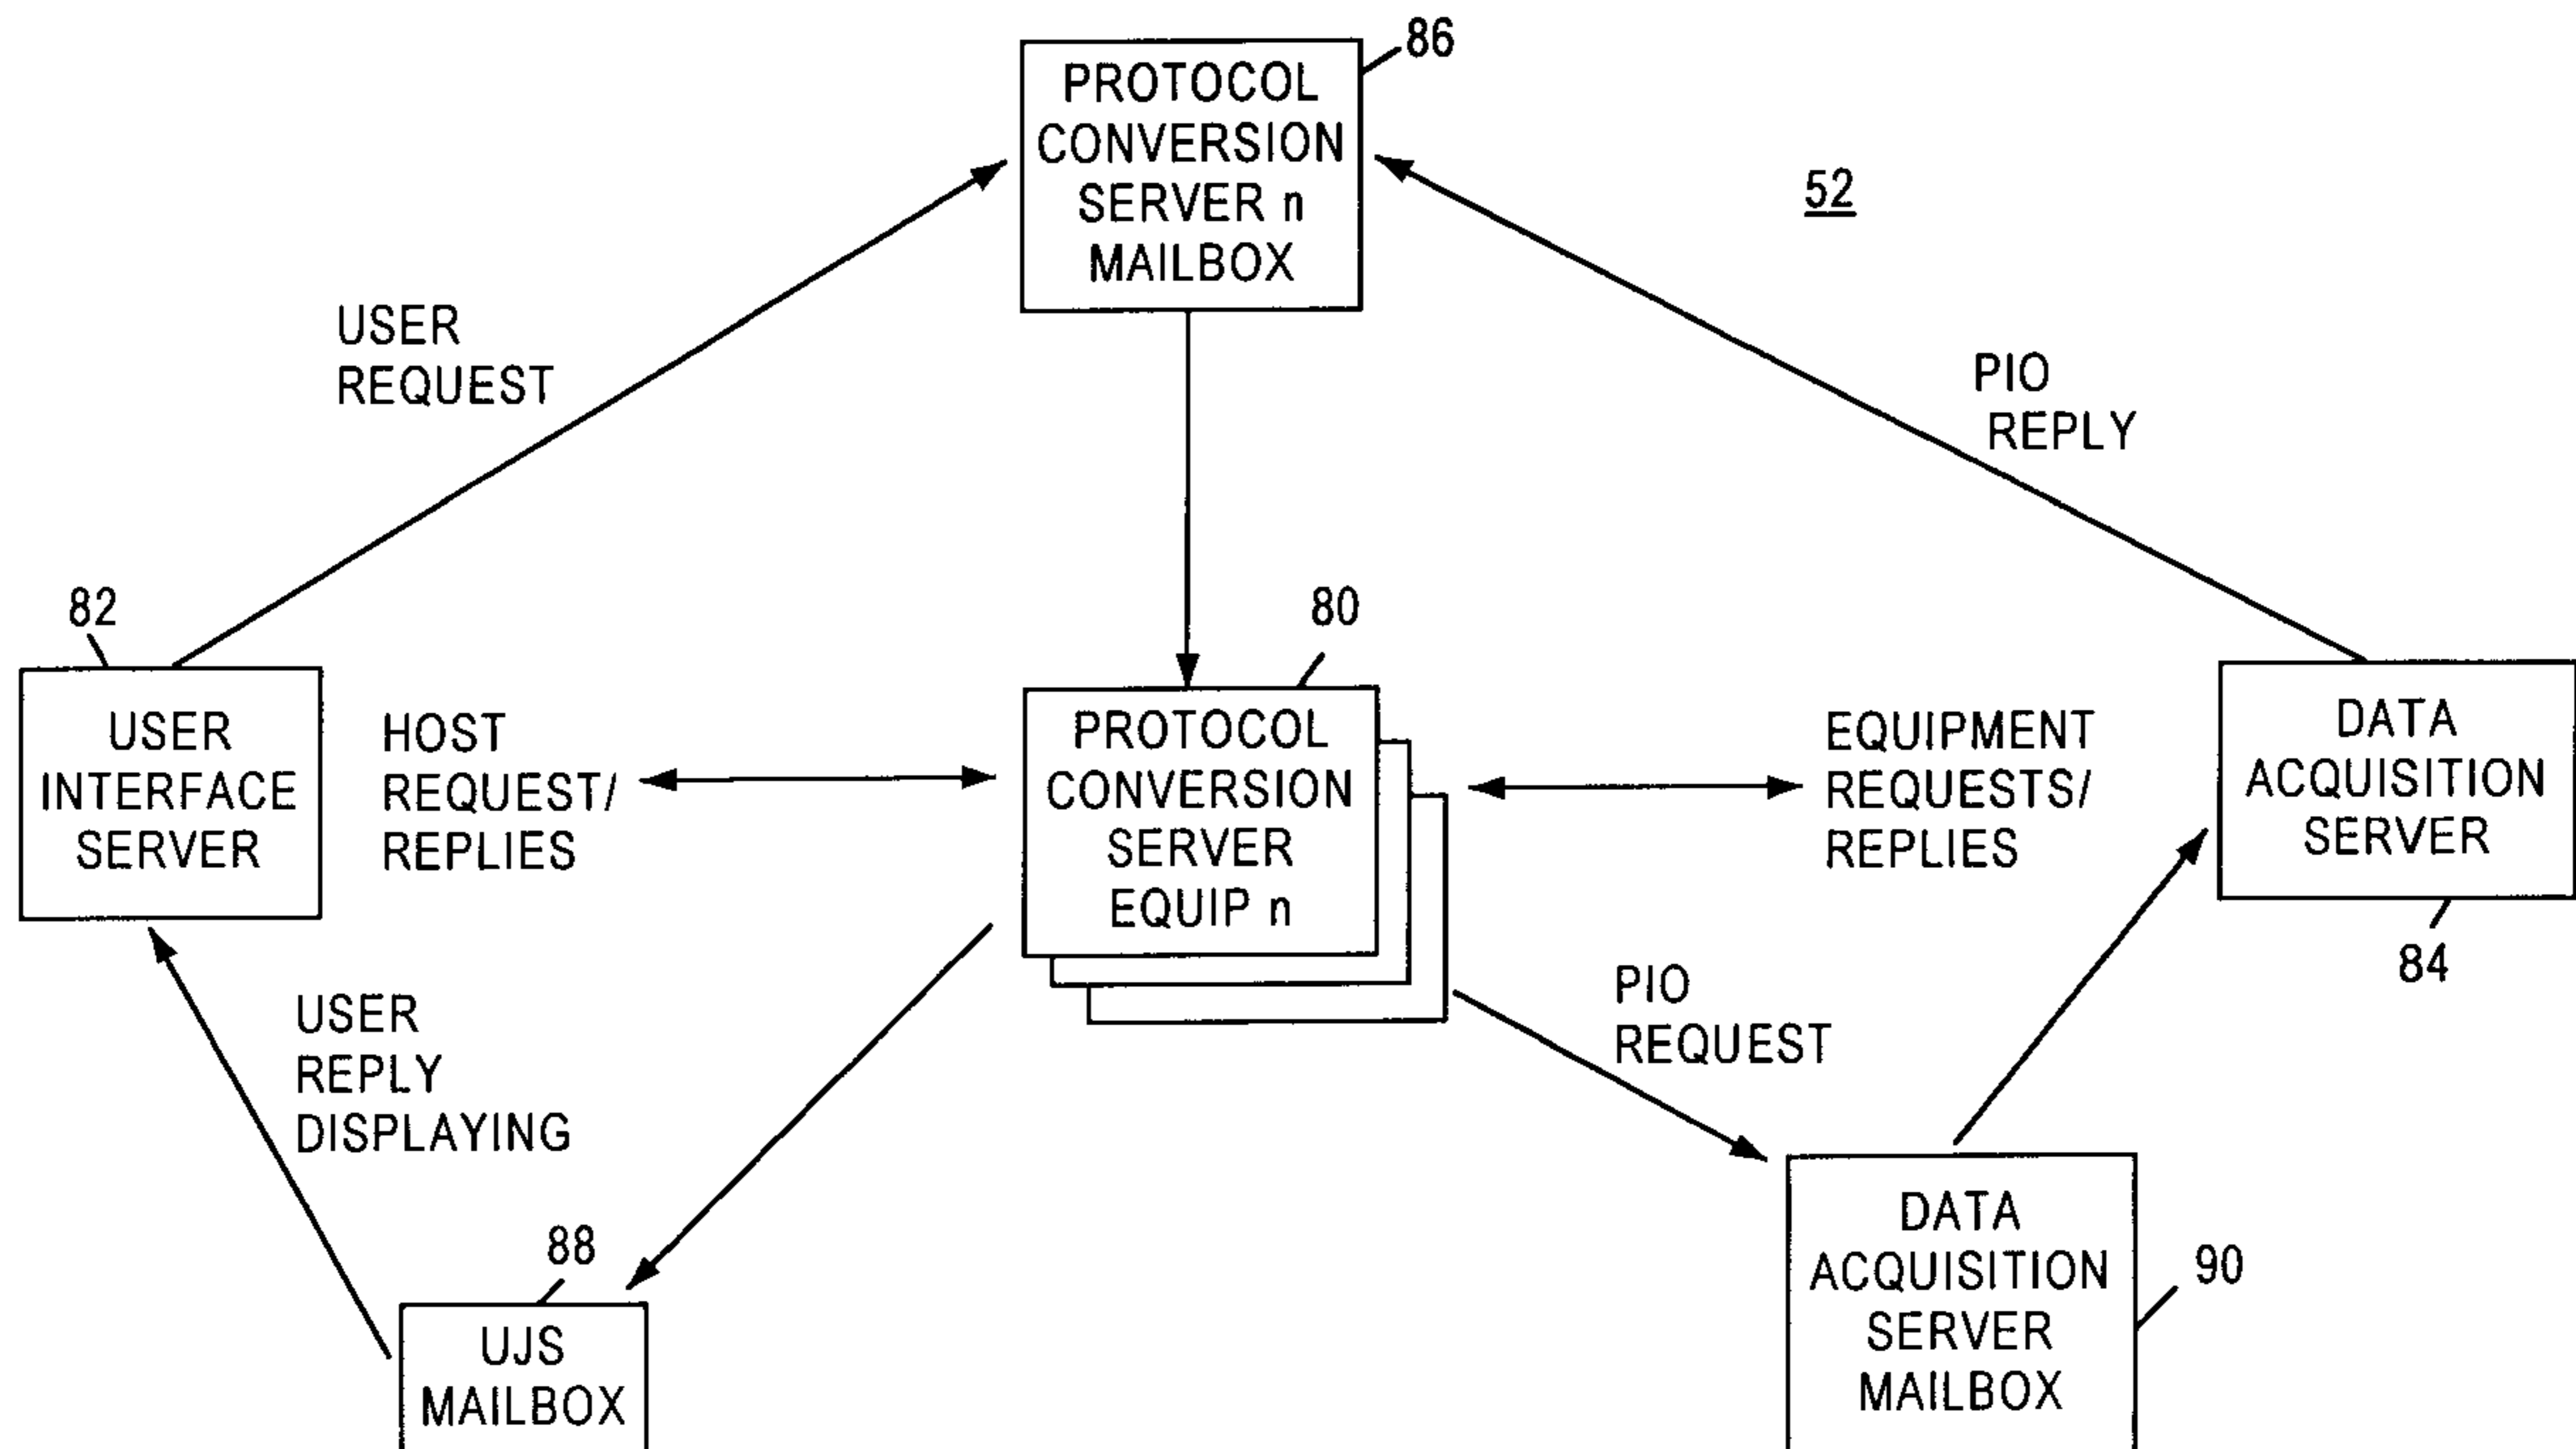 86
PROTOCOL
CONVERSION
SERVER n
MAILBOX
52
USER
REQUEST
PIO
REPLY
82
80
USER
INTERFACE
SERVER
HOST
REQUEST/
REPLIES
PROTOCOL
CONVERSION
SERVER
EQUIP n
EQUIPMENT
REQUESTS/
REPLIES
DATA
ACQUISITION
SERVER
84
USER
REPLY
DISPLAYING
PIO
REQUEST
88
UJS
MAILBOX
DATA
ACQUISITION
SERVER
MAILBOX
90